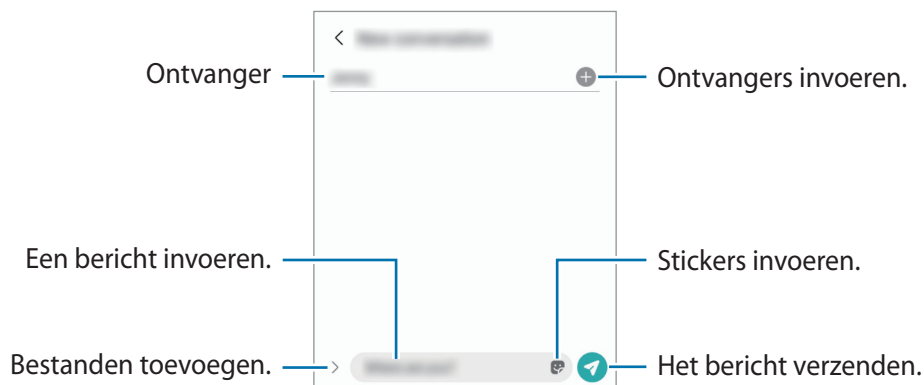 Ontvanger
Ontvangers invoeren.
Een bericht invoeren.
Stickers invoeren.
Bestanden toevoegen.
Het bericht verzenden.